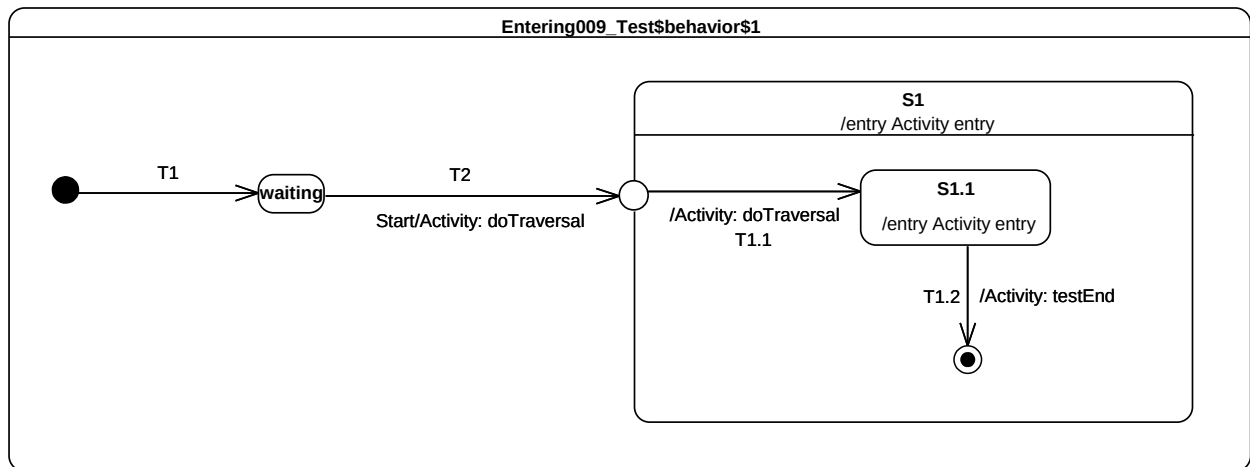 Entering009_Test$behavior$1
S1
/entry Activity entry
T1
waiting
T2
Start/Activity: doTraversal
/Activity: doTraversal
T1.1
S1.1
/entry Activity entry
T1.2
/Activity: testEnd